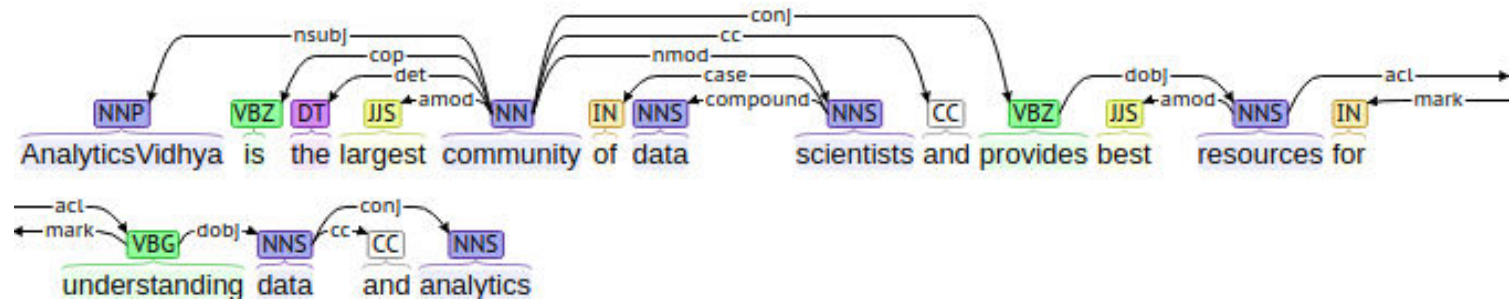 conj
cc
nsubj nmod
cop case
det dobj acl
amod compound amod mark
NNP VBZ DT JJS NN IN NNS NNS CC VBZ JJS NNS IN
AnalyticsVidhya is the largest community of data scientists and provides best resources for
acl conj
mark dobj cc
VBG NNS CC NNS
understanding data and analytics